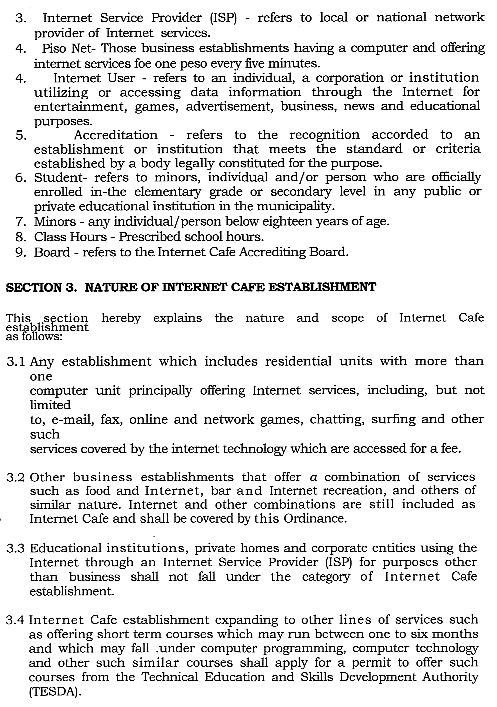 3. Internet Service Provider (ISP) - refers to local or national network
provider of Internet services.
4. Piso Net- Those business establishments having a computer and offering
internet services foe one peso every five minutes.
4. Internet User - refers to an individual, a corporation or institution
utilizing or accessing data information through the Internet for
entertainment, games, advertisement, business, news and educational
purposes.
5. Accreditation - refers to the recognition accorded to an
establishment or institution that meets the standard or criteria
established by a body legally constituted for the purpose.
6. Student- refers to minors, individual and/or person who are officially
enrolled in-the elementary grade or secondary level in any public or
private educational institution in the municipality.
7. Minors - any individual/person below eighteen years of age.
8. Class Hours - Prescribed school hours.
9. Board - refers to the Internet Cafe Accrediting Board.
SECTION 3. NATURE OF INTERNET CAFE ESTABLISHMENT
This section hereby explains the nature and scope of Internet Cafe
establishment
as follows:
3.1 Any establishment which includes residential units with more than
one
computer unit principally offering Internet services, including, but not
limited
to, e-mail, fax, online and network games, chatting, surfing and other
such
services covered by the internet technology which are accessed for a fee.
3.2 Other business establishments that offer a combination of services
such as food and Internet, bar and Internet recreation, and others of
similar nature. Internet and other combinations are still included as
Internet Cafe and shall be covered by this Ordinance.
3.3 Educational institutions, private homes and corporate entities using the
Internet through an Internet Service Provider (ISP) for purposes other
than business shall not fall under the category of Internet Cafe
establishment.
3.4 Internet Cafe establishment expanding to other lines of services such
as offering short term courses which may run between one to six months
and which may fall .under computer programming, computer technology
and other such similar courses shall apply for a permit to offer such
courses from the Technical Education and Skills Development Authority
(TESDA).